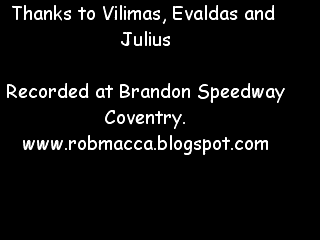 Thanks to Vilimas, Evaldas and
Julius
Recorded at Brandon Speedway
Coventry.
www.robmacca.blogspot.com